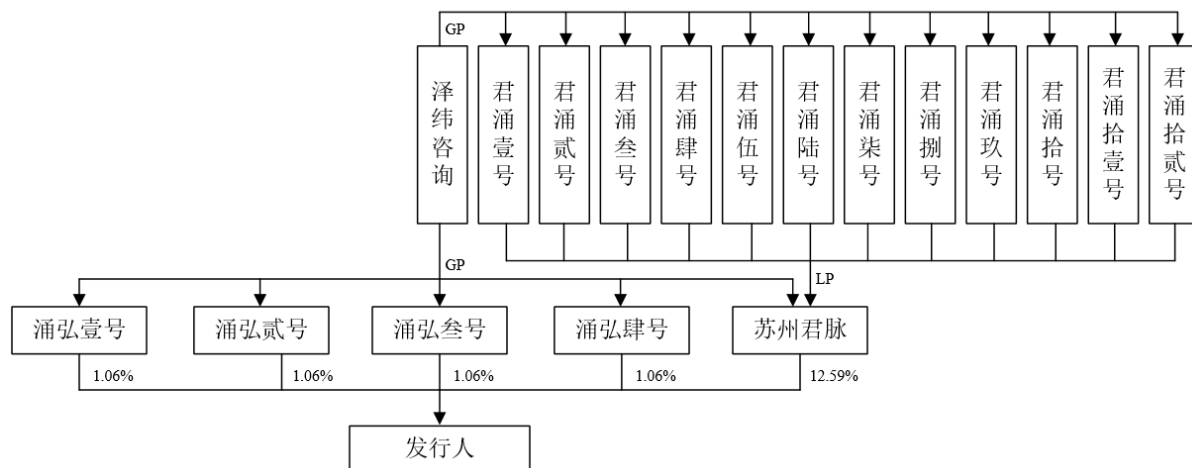 GP
泽纬咨询
君涌壹号
君涌贰号
君涌叁号
君涌肆号
君涌伍号
君涌陆号
君涌柒号
君涌捌号
君涌玖号
君涌拾号
君涌拾壹号
君涌拾贰号
GP
LP
涌弘壹号
涌弘贰号
涌弘叁号
涌弘肆号
苏州君脉
1.06%
1.06%
1.06%
1.06%
12.59%
发行人